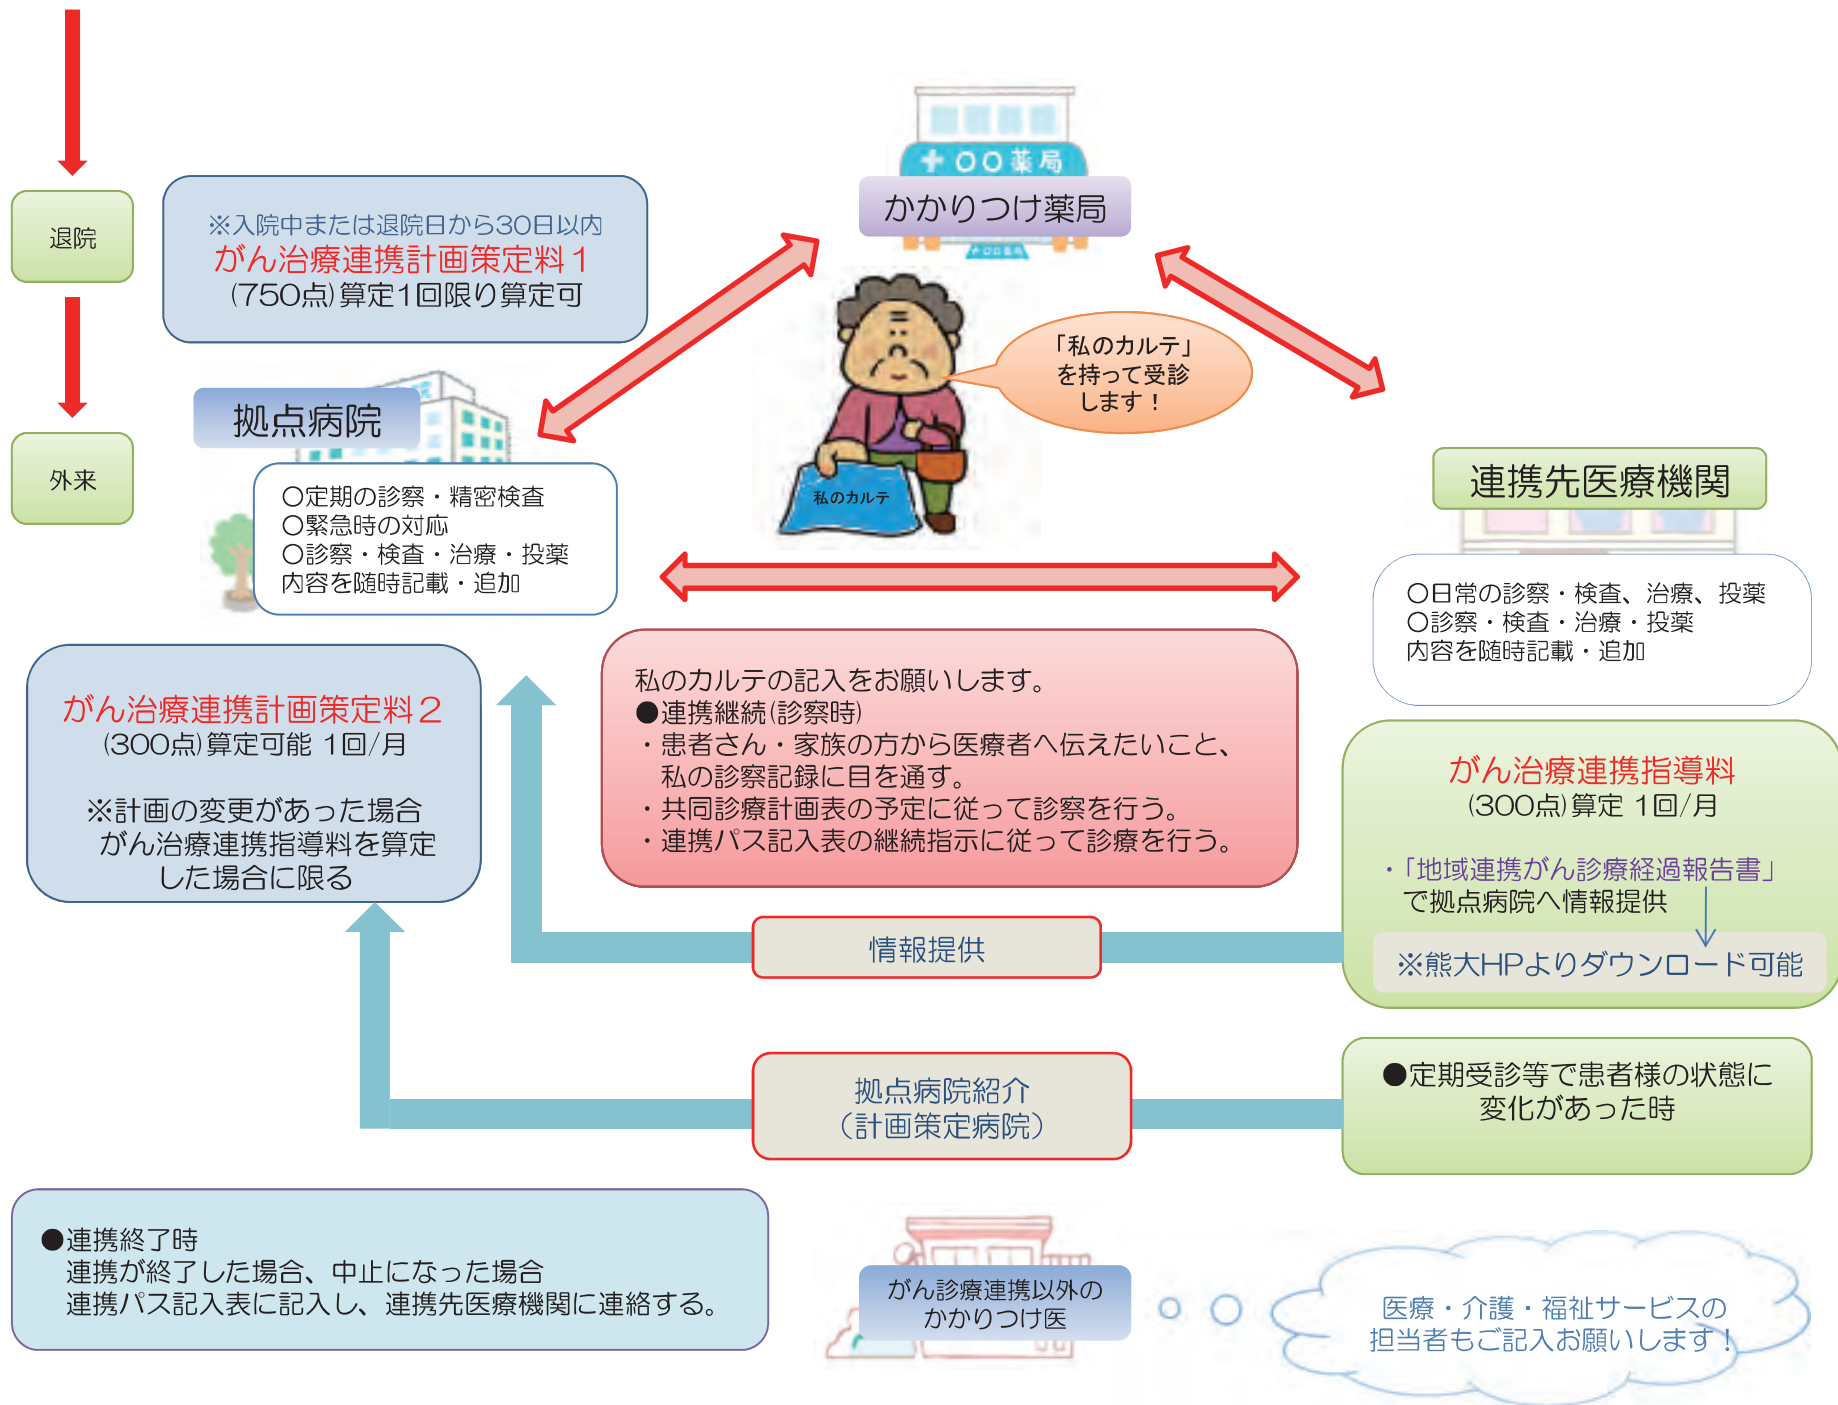 ＋〇〇薬局
かかりつけ薬局
＋〇〇薬局
退院
※入院中または退院日から30日以内
がん治療連携計画策定料１
(750点)算定1回限り算定可
「私のカルテ」
を持って受診
します！
私のカルテ
拠点病院
外来
〇定期の診察・精密検査
〇緊急時の対応
〇診察・検査・治療・投薬
内容を随時記載・追加
連携先医療機関
〇日常の診察・検査、治療、投薬
〇診察・検査・治療・投薬
内容を随時記載・追加
がん治療連携計画策定料２
(300点)算定可能 1回/月
※計画の変更があった場合
がん治療連携指導料を算定
した場合に限る
私のカルテの記入をお願いします。
●連携継続(診察時)
・患者さん・家族の方から医療者へ伝えたいこと、
私の診察記録に目を通す。
・共同診療計画表の予定に従って診察を行う。
・連携パス記入表の継続指示に従って診療を行う。
がん治療連携指導料
(300点)算定 1回/月
・「地域連携がん診療経過報告書」
で拠点病院へ情報提供
※熊大HPよりダウンロード可能
情報提供
拠点病院紹介
（計画策定病院）
●定期受診等で患者様の状態に
変化があった時
●連携終了時
連携が終了した場合、中止になった場合
連携パス記入表に記入し、連携先医療機関に連絡する。
がん診療連携以外の
かかりつけ医
医療・介護・福祉サービスの
担当者もご記入お願いします！